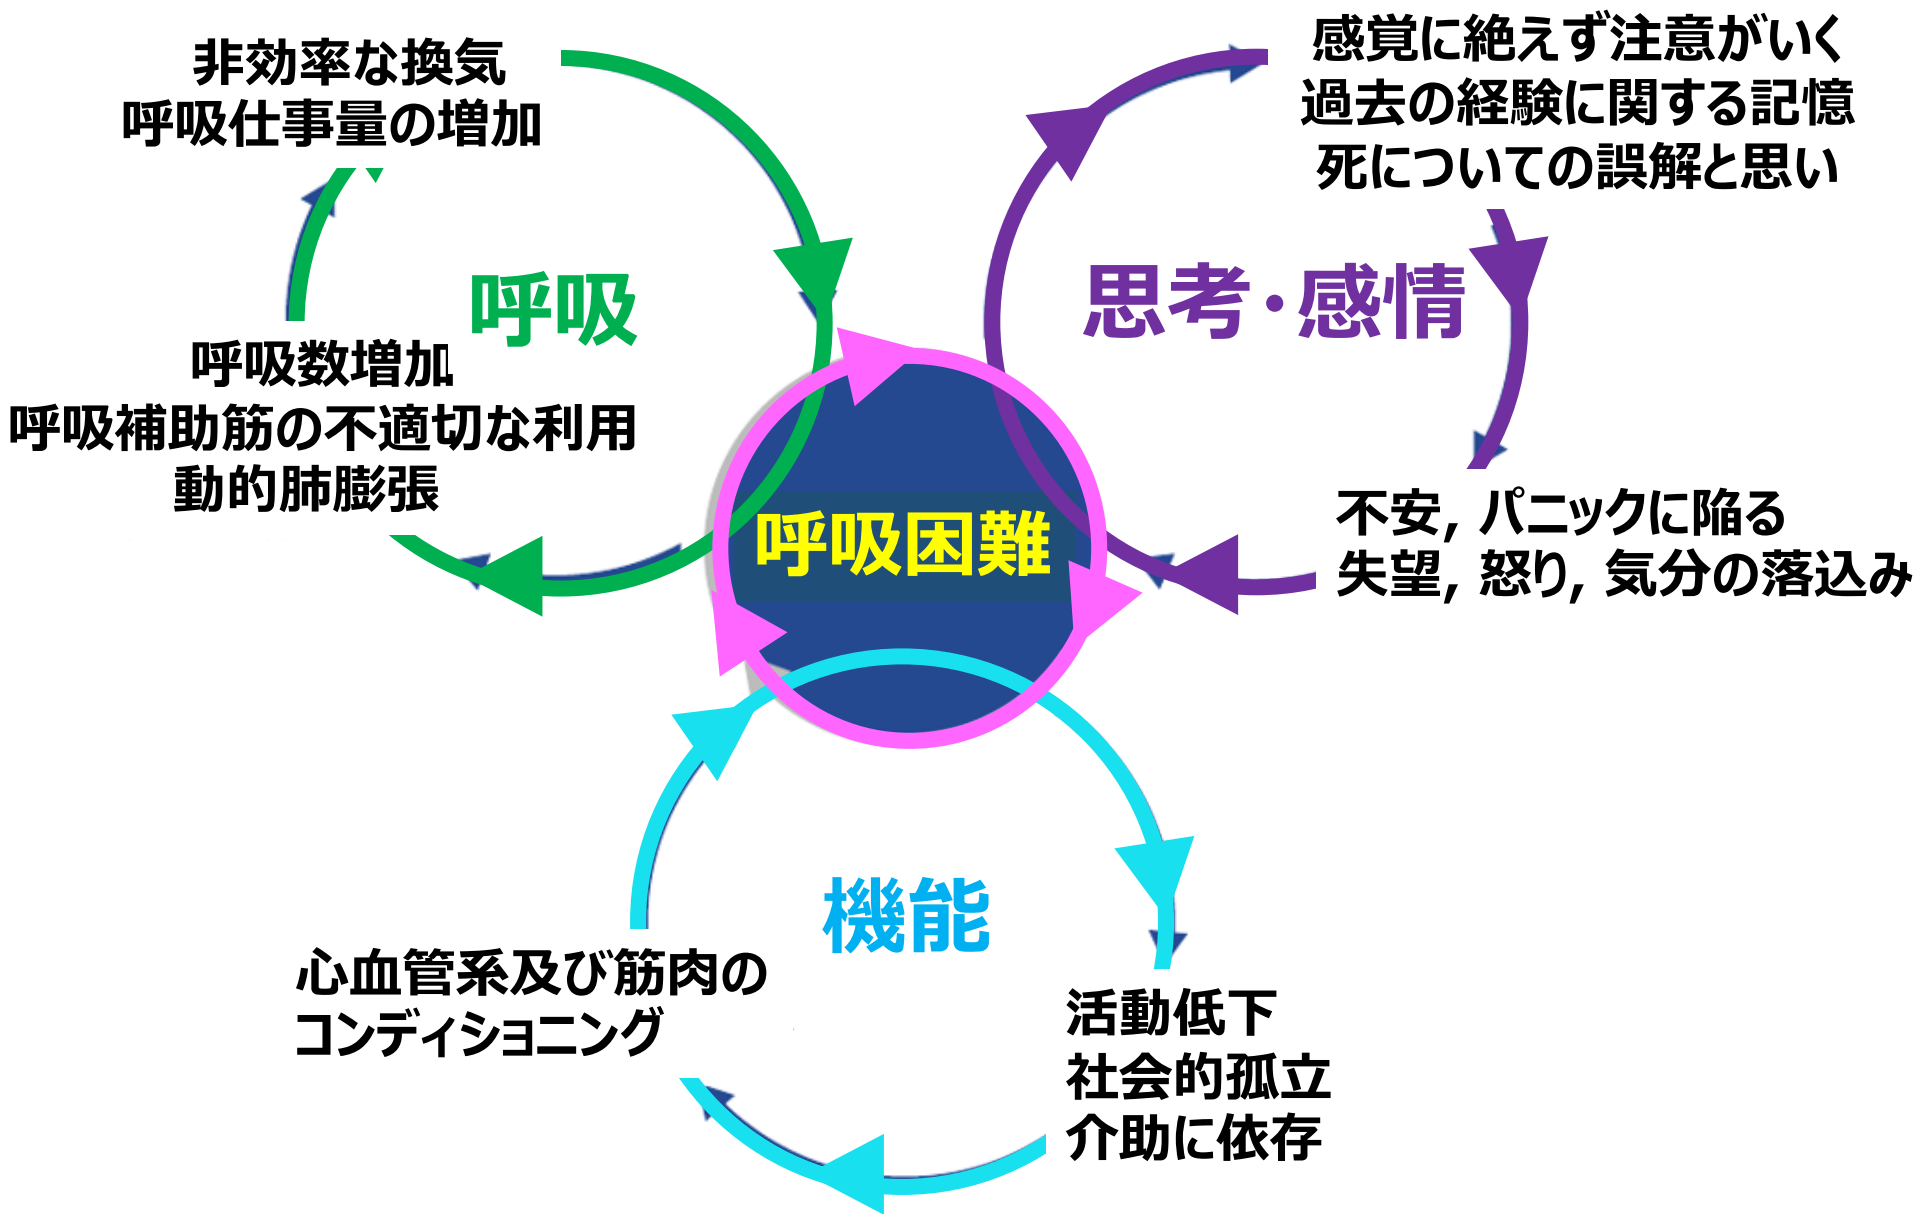 非効率な換気
呼吸仕事量の増加
呼吸
呼吸数増加
呼吸補助筋の不適切な利用
動的肺膨張
感覚に絶えず注意がいく
過去の経験に関する記憶
死についての誤解と思い
思考・感情
不安, パニックに陥る
失望, 怒り, 気分の落込み
呼吸困難
機能
心血管系及び筋肉の
コンディショニング
活動低下
社会的孤立
介助に依存